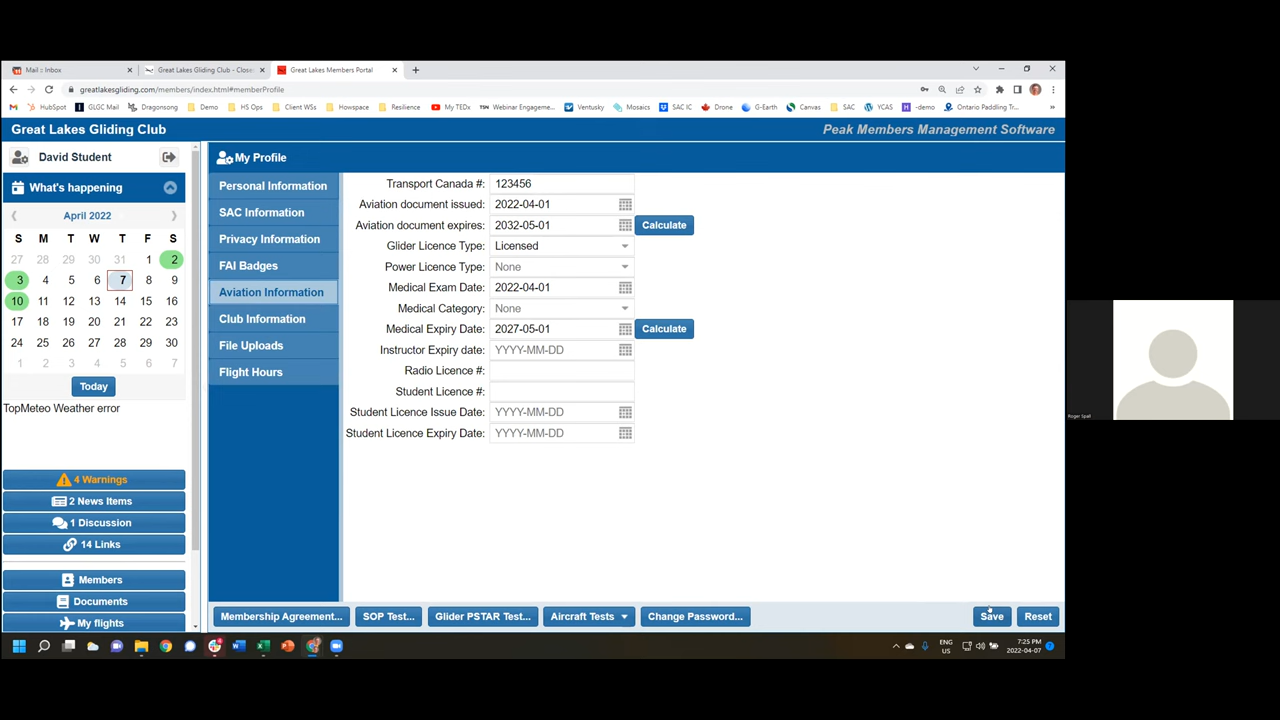 Mail :: Inbox
Great Lakes Gliding Club - Close
Great Lakes Members Portal
greatlakesgliding.com/members/index.html#memberProfile
HubSpot GLGC Mail Dragonsong Demo HS Ops Client WSs Howspace Resilience My TEDx TSN Webinar Engageme... Ventusky Mosaics SAC IC Drone G-Earth Canvas SAC YCAS -demo Ontario Paddling Tr... »
Great Lakes Gliding Club
Peak Members Management Software
David Student
What's happening
April 2022
S M T W T F S
27 28 29 30 31 1 2
3 4 5 6 7 8 9
10 11 12 13 14 15 16
17 18 19 20 21 22 23
24 25 26 27 28 29 30
1 2 3 4 5 6 7
Today
TopMeteo Weather error
4 Warnings
2 News Items
1 Discussion
14 Links
Members
Documents
My flights
My Profile
Personal Information
SAC Information
Privacy Information
FAI Badges
Aviation Information
Club Information
File Uploads
Flight Hours
Transport Canada #: 123456
Aviation document issued: 2022-04-01
Aviation document expires: 2032-05-01 Calculate
Glider Licence Type: Licensed
Power Licence Type: None
Medical Exam Date: 2022-04-01
Medical Category: None
Medical Expiry Date: 2027-05-01 Calculate
Instructor Expiry date: YYYY-MM-DD
Radio Licence #:
Student Licence #:
Student Licence Issue Date: YYYY-MM-DD
Student Licence Expiry Date: YYYY-MM-DD
Membership Agreement... SOP Test... Glider PSTAR Test... Aircraft Tests Change Password... Save Reset
ENG
US
7:25 PM
2022-04-07
Roger Spall